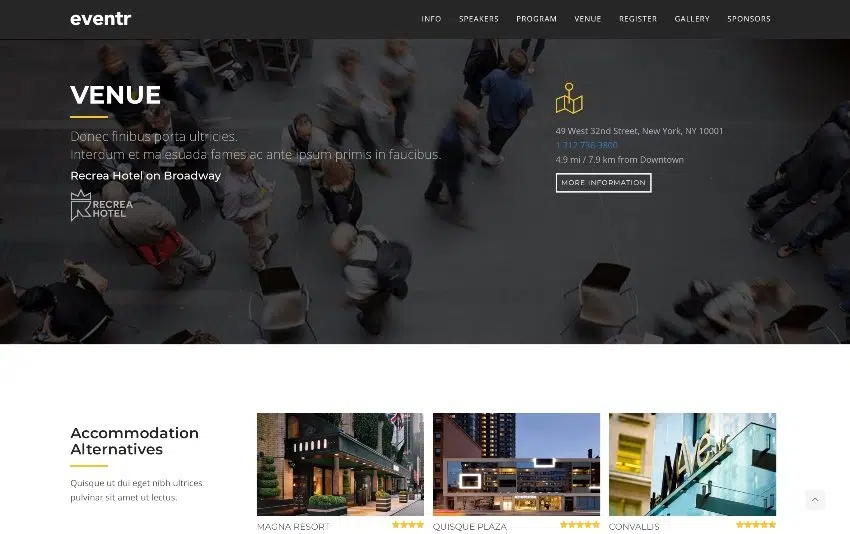 eventr
INFO SPEAKERS PROGRAM VENUE REGISTER GALLERY SPONSORS
VENUE
Donec finibus porta ultricies.
Interdum et malesuada fames ac ante ipsum primis in faucibus.
Recrea Hotel on Broadway
RECREA
HOTEL
49 West 32nd Street, New York, NY 10001
1 212 736-3800
4.9 mi / 7.9 km from Downtown
MORE INFORMATION
Accommodation
Alternatives
Quisque ut dui eget nibh ultrices
pulvinar sit amet ut lectus.
MAGNA RESORT
QUISQUE PLAZA
CONVALLIS